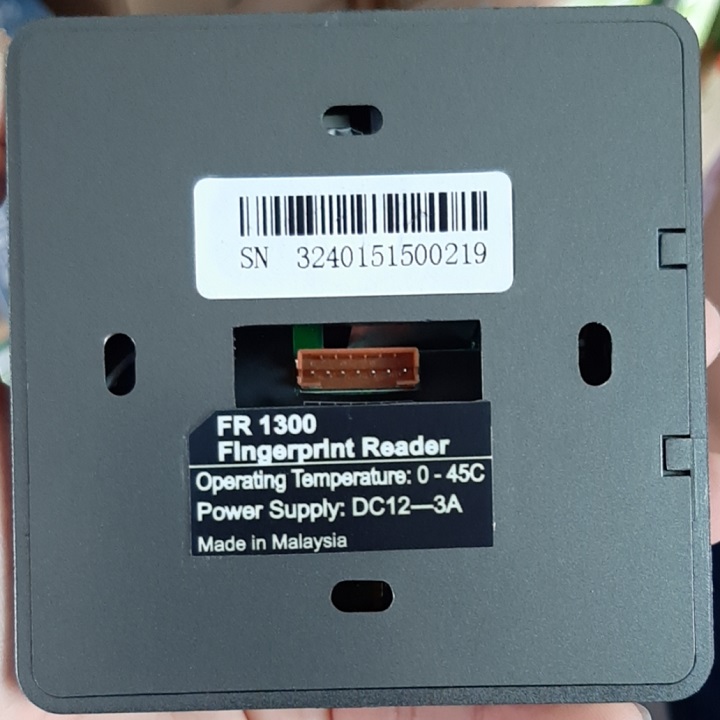 SN 3240151500219
FR 1300
Fingerprint Reader
Operating Temperature: 0 - 45C
Power Supply: DC12—3A
Made in Malaysia